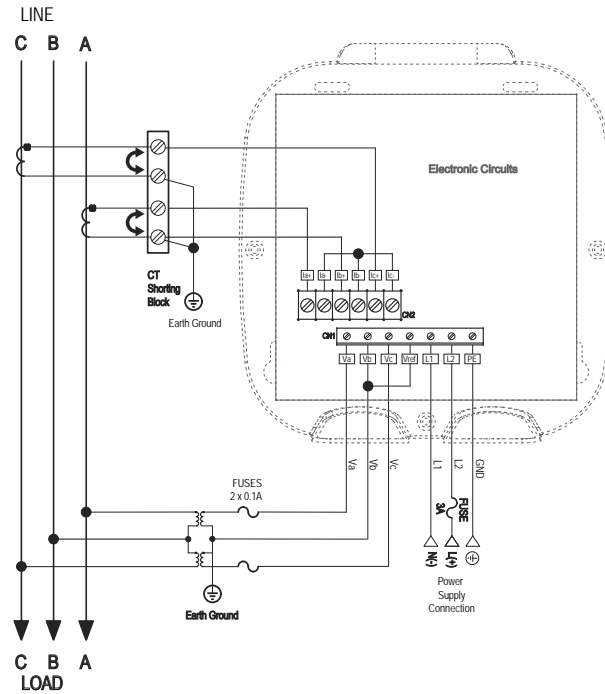 LINE
C B A
Electronic Circuits
CT
Shorting
Block
Earth Ground
Ia+ Ia- Ib+ Ib- Ic+ Ic-
CN2
CN1
Va Vb Vc Vref L1 L2 PE
Va Vb Vc L1 L2 GND
FUSES
2 x 0.1A
FUSE
3A
N(-) L(+)
Power
Supply
Connection
Earth Ground
C B A
LOAD